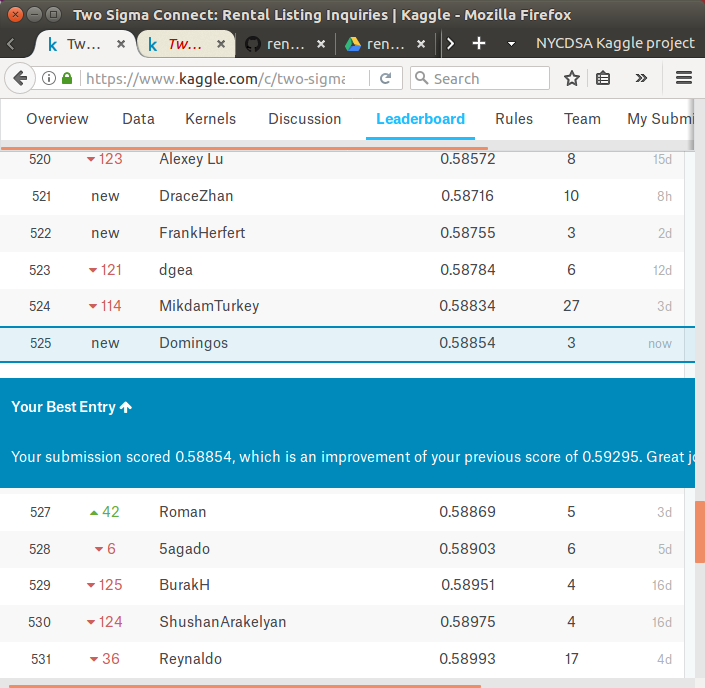 Two Sigma Connect: Rental Listing Inquiries | Kaggle - Mozilla Firefox
Tw... Tw... ren... ren... NYCDSA Kaggle project
https://www.kaggle.com/c/two-sigma Search
Overview Data Kernels Discussion Leaderboard Rules Team My Submi
520 123 Alexey Lu 0.58572 8 15d
521 new DraceZhan 0.58716 10 8h
522 new FrankHerfert 0.58755 3 2d
523 121 dgea 0.58784 6 12d
524 114 MikdamTurkey 0.58834 27 3d
525 new Domingos 0.58854 3 now
Your Best Entry
Your submission scored 0.58854, which is an improvement of your previous score of 0.59295. Great jo
527 42 Roman 0.58869 5 3d
528 6 5agado 0.58903 6 5d
529 125 BurakH 0.58951 4 16d
530 124 ShushanArakelyan 0.58975 4 16d
531 36 Reynaldo 0.58993 17 4d